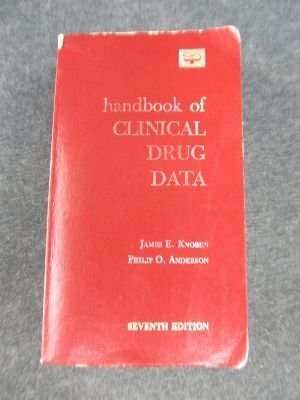 handbook of
CLINICAL
DRUG
DATA
JAMES E. KNOBEN
PHILIP O. ANDERSON
SEVENTH EDITION